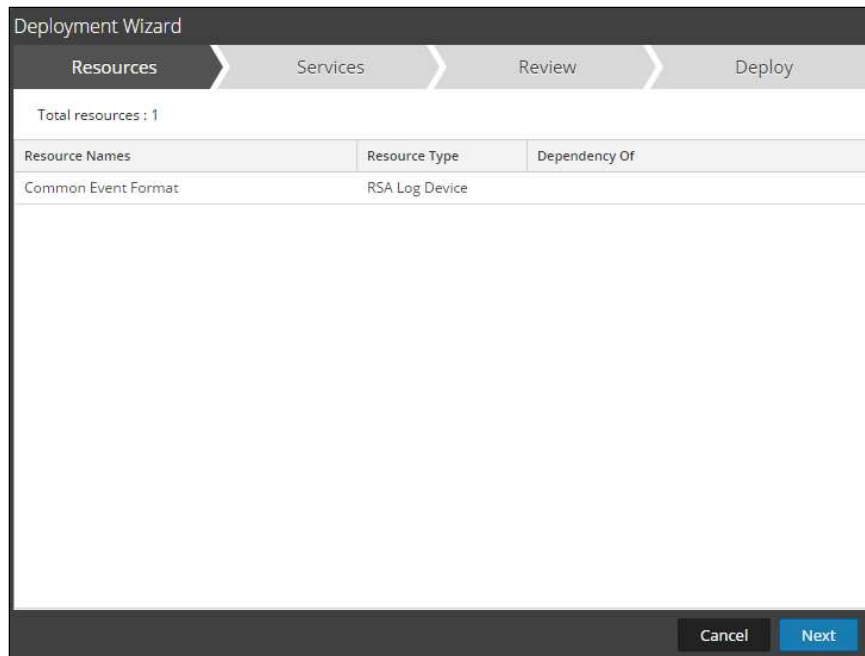 Deployment Wizard
Resources Services Review Deploy
Total resources : 1
Resource Names Resource Type Dependency Of
Common Event Format RSA Log Device
Cancel Next